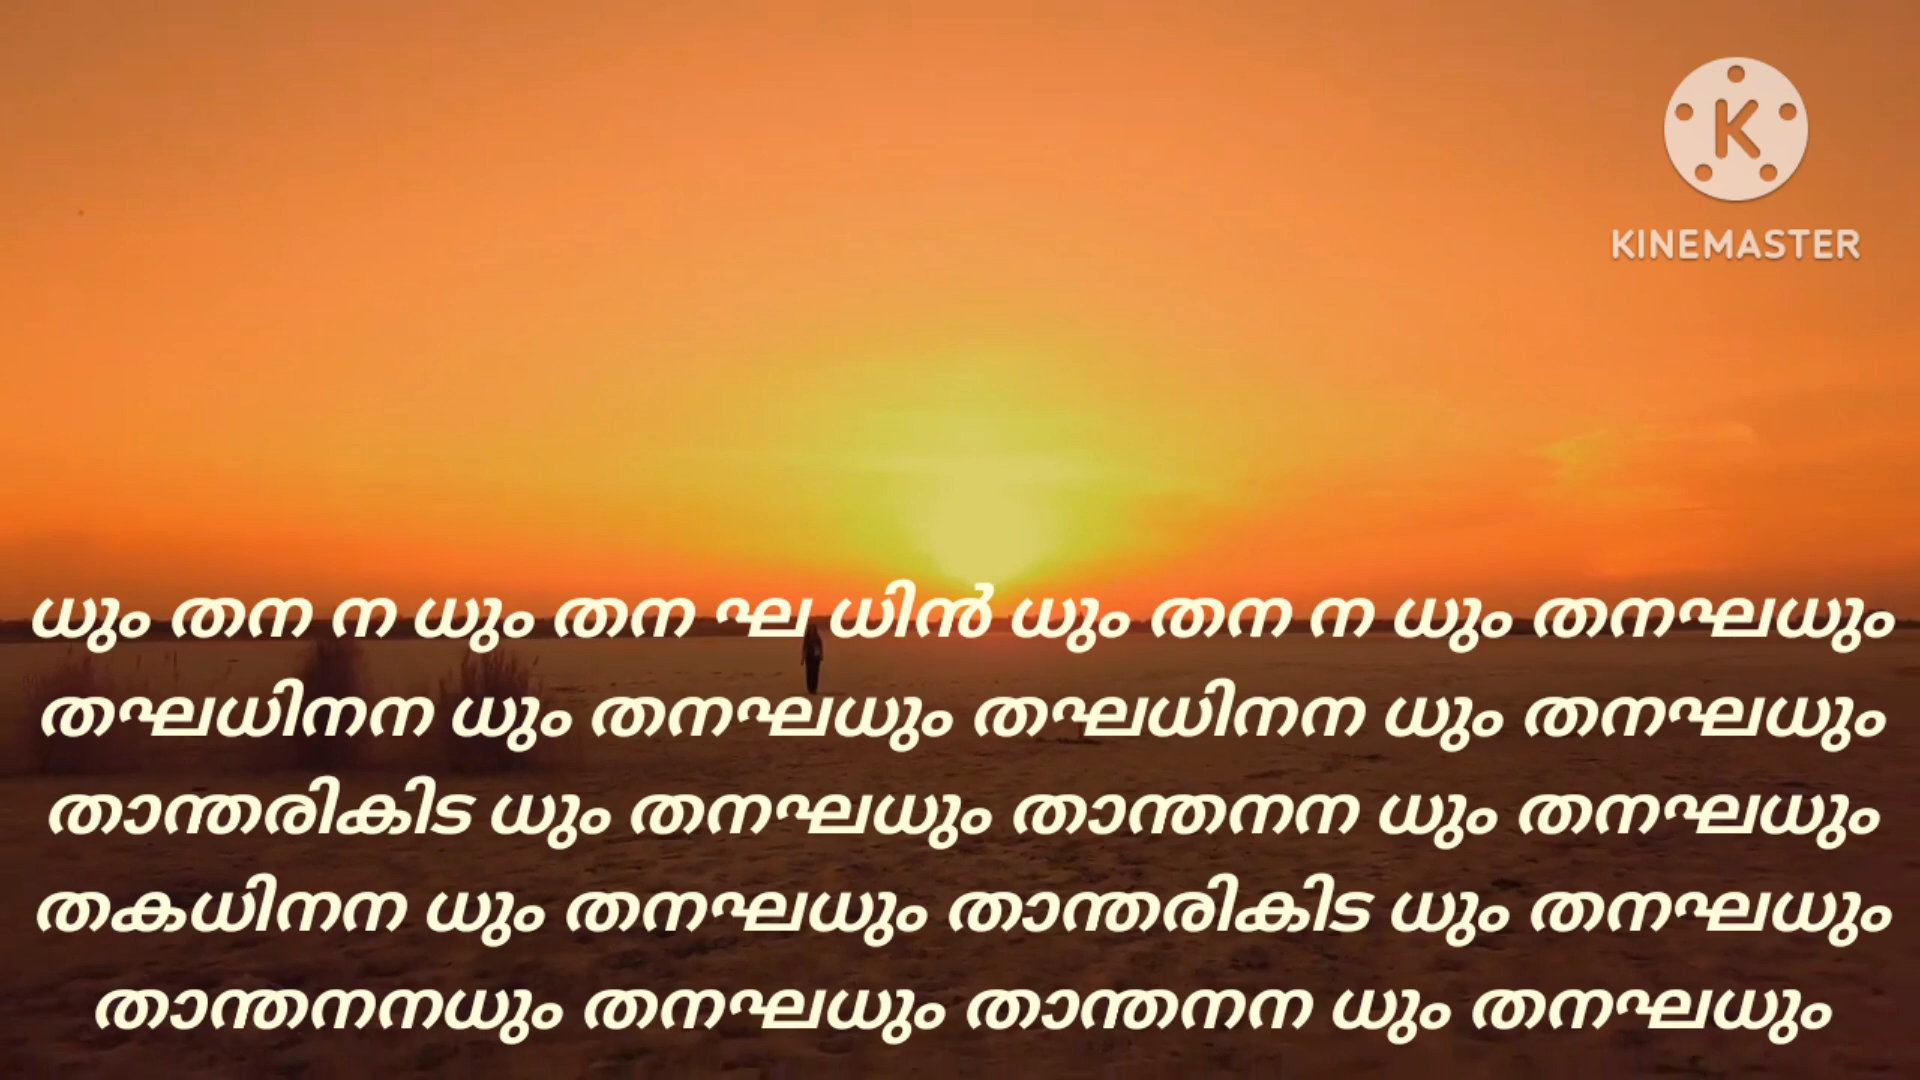 KINEMASTER
ധും തന ന ധും തന ഘ ധിൻ ധും തന ന ധും തനഘധും
തഘധിനന ധും തനഘധും തഘധിനന ധും തനഘധും
താന്തരികിട ധും തനഘധും താന്തനന ധും തനഘധും
തകധിനന ധും തനഘധും താന്തരികിട ധും തനഘധും
താന്തനനധും തനഘധും താന്തനന ധും തനഘധും